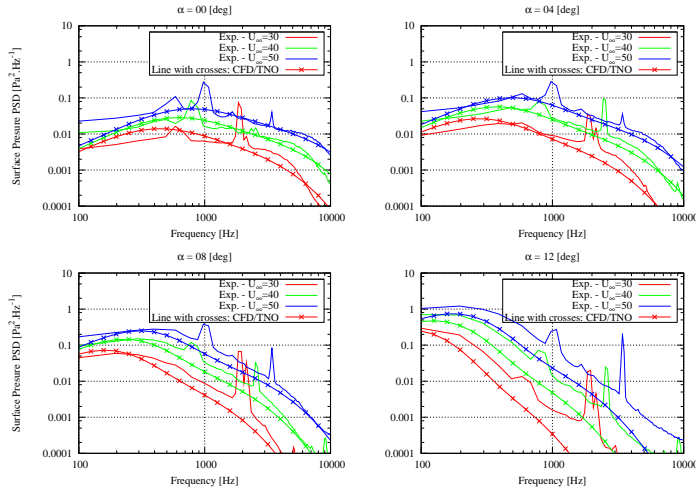 α = 00 [deg]
Surface Pressure PSD [Pa².Hz⁻¹]
10
1
0.1
0.01
0.001
0.0001
100
1000
10000
Frequency [Hz]
Exp. - U∞=30
Exp. - U∞=40
Exp. - U∞=50
Line with crosses: CFD/TNO
α = 04 [deg]
10
1
0.1
0.01
0.001
0.0001
100
1000
10000
Frequency [Hz]
Exp. - U∞=30
Exp. - U∞=40
Exp. - U∞=50
Line with crosses: CFD/TNO
α = 08 [deg]
Surface Pressure PSD [Pa².Hz⁻¹]
10
1
0.1
0.01
0.001
0.0001
100
1000
10000
Frequency [Hz]
Exp. - U∞=30
Exp. - U∞=40
Exp. - U∞=50
Line with crosses: CFD/TNO
α = 12 [deg]
10
1
0.1
0.01
0.001
0.0001
100
1000
10000
Frequency [Hz]
Exp. - U∞=30
Exp. - U∞=40
Exp. - U∞=50
Line with crosses: CFD/TNO